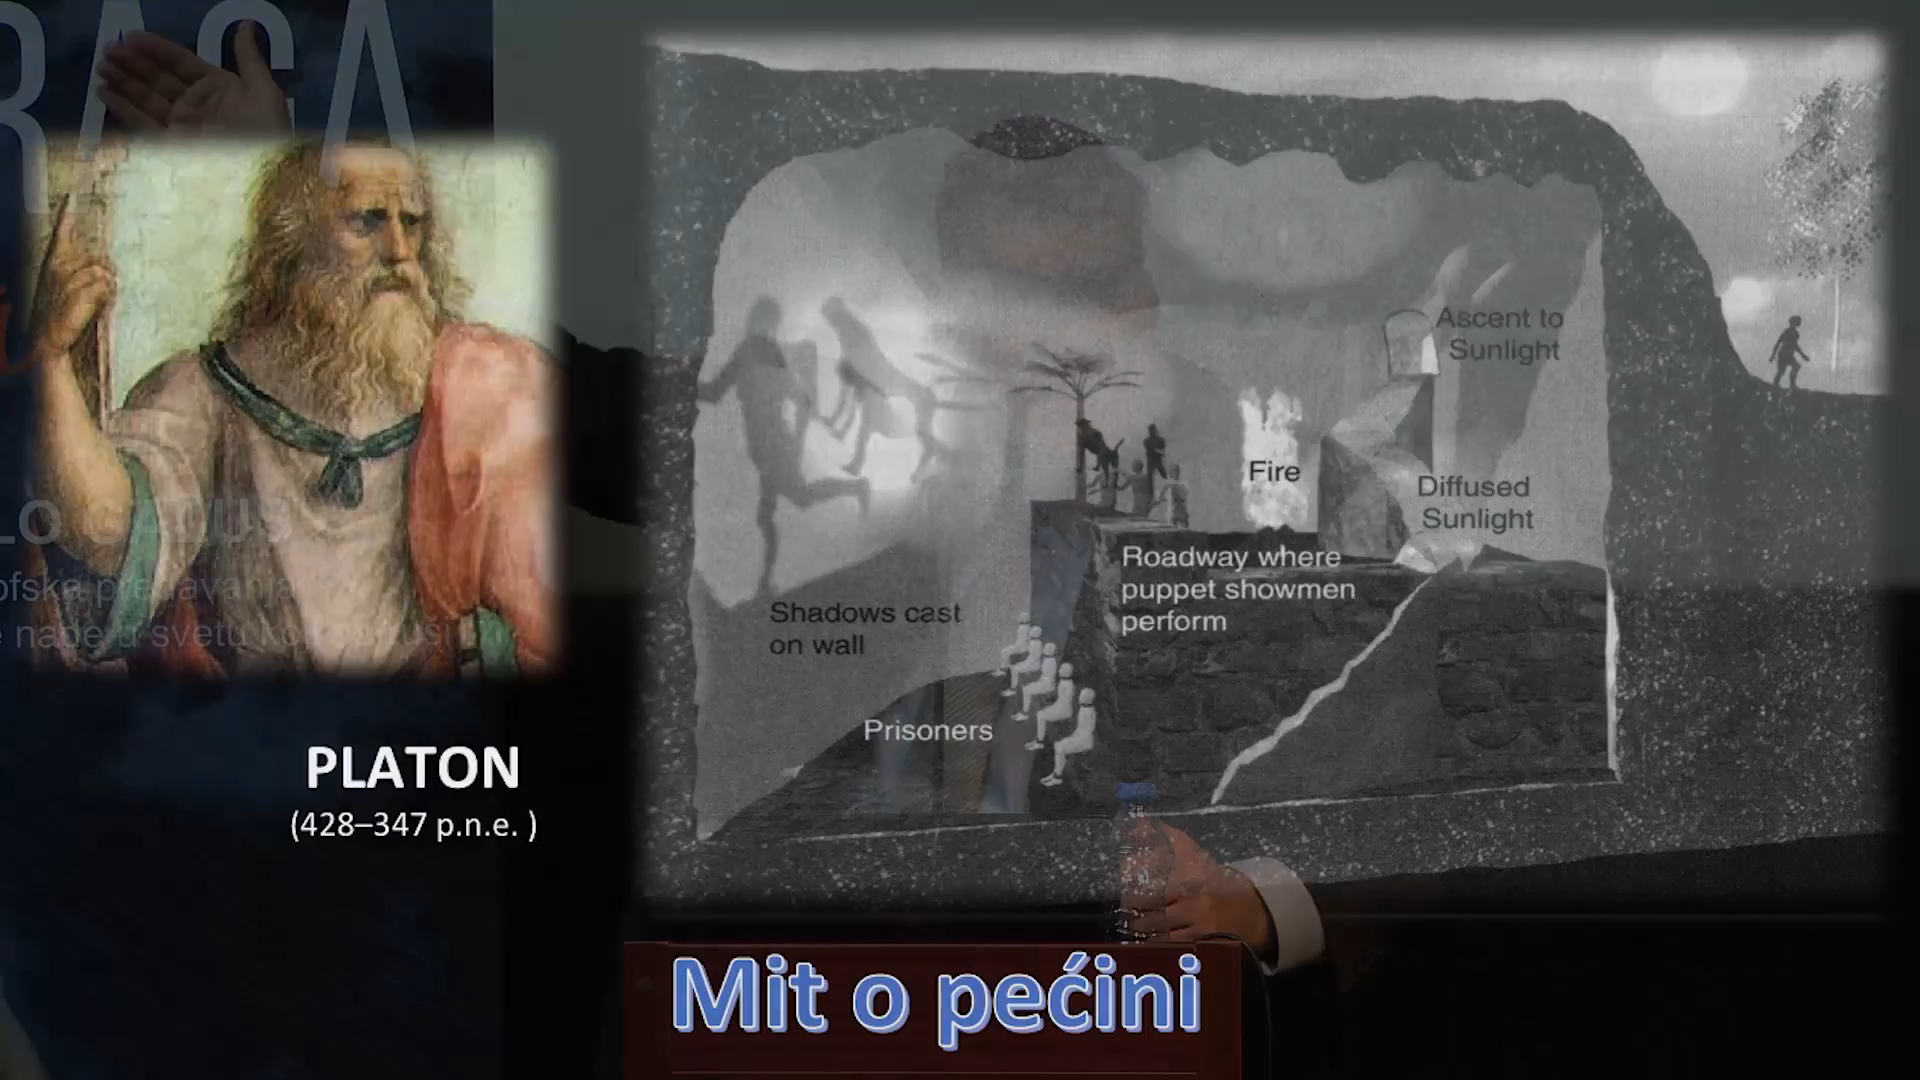 PLATON
(428–347 p.n.e. )
Ascent to
Sunlight
Fire
Diffused
Sunlight
Roadway where
puppet showmen
perform
Shadows cast
on wall
Prisoners
Mit o pećini